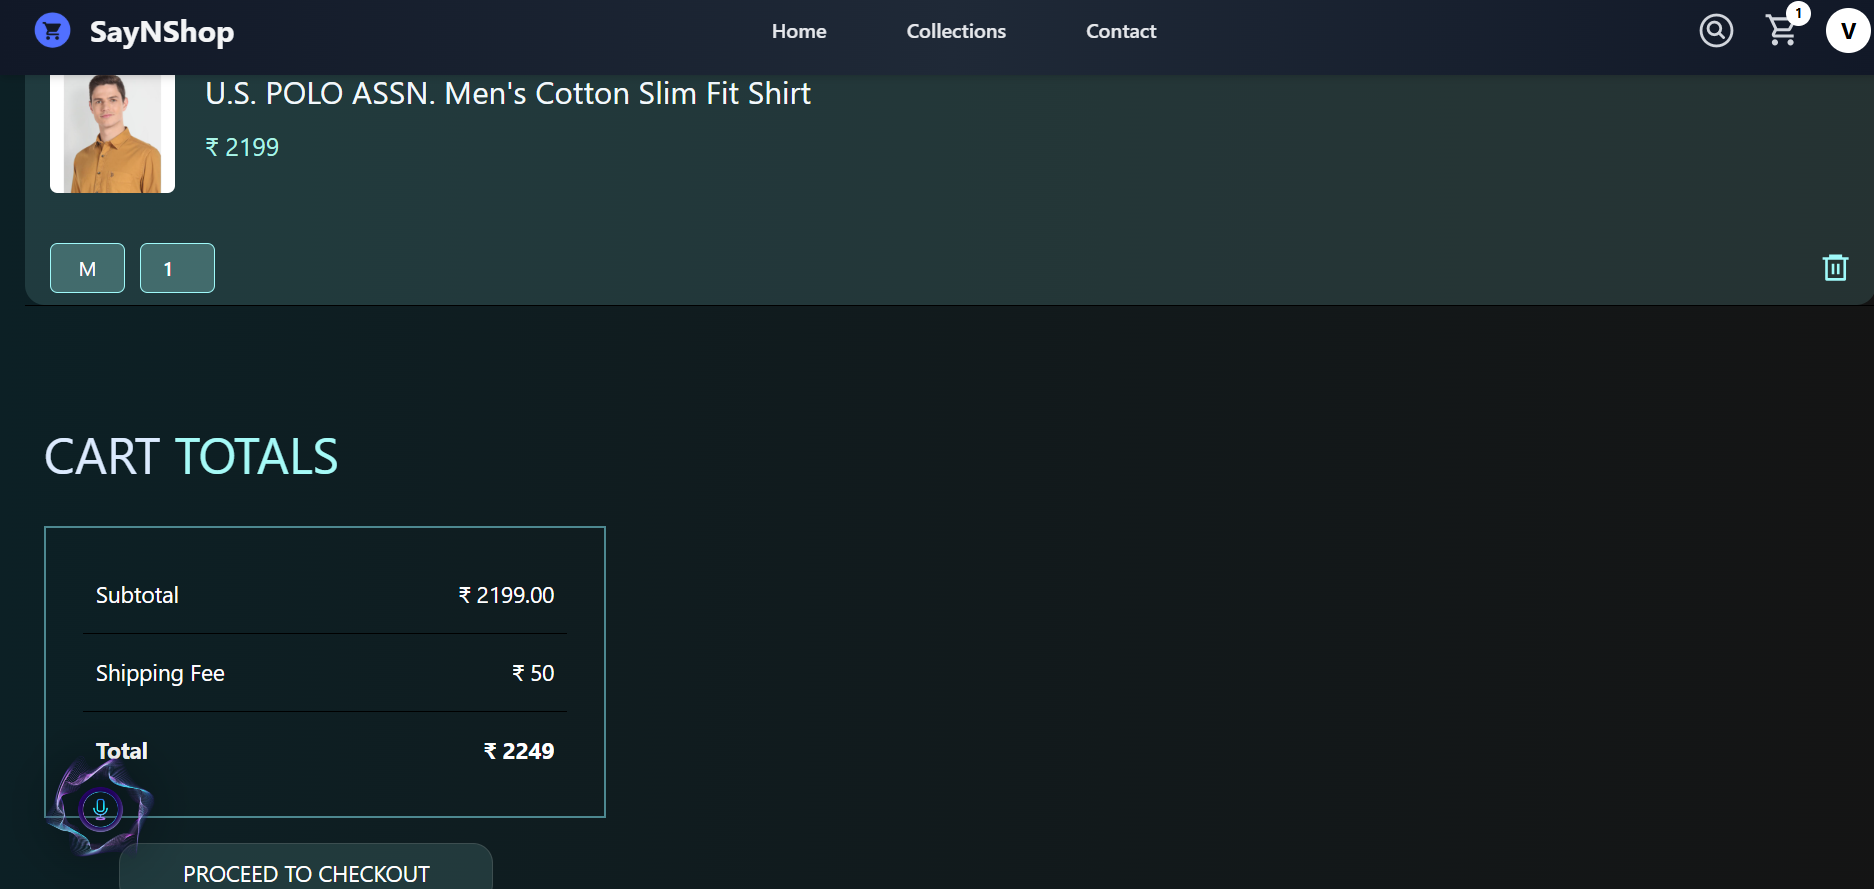 SayNShop
Home Collections Contact
1
V
U.S. POLO ASSN. Men's Cotton Slim Fit Shirt
₹ 2199
M 1
CART TOTALS
Subtotal ₹ 2199.00
Shipping Fee ₹ 50
Total ₹ 2249
PROCEED TO CHECKOUT